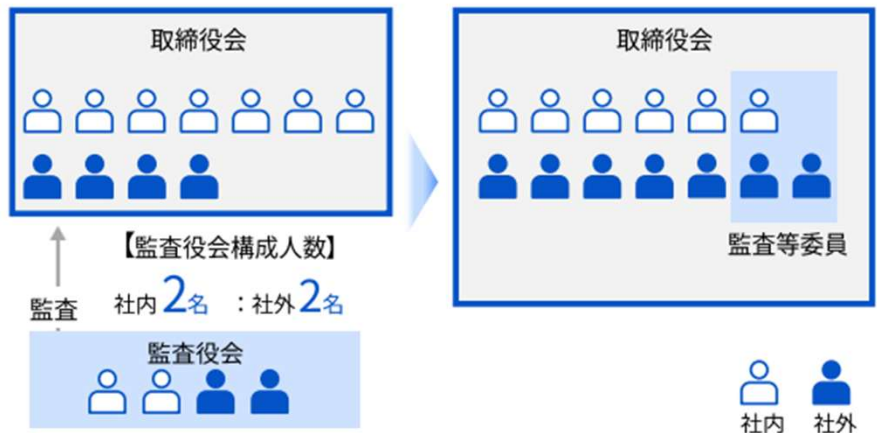 取締役会
監査
【監査役会構成人数】
社内2名 ：社外2名
監査役会
取締役会
監査等委員
社内 社外